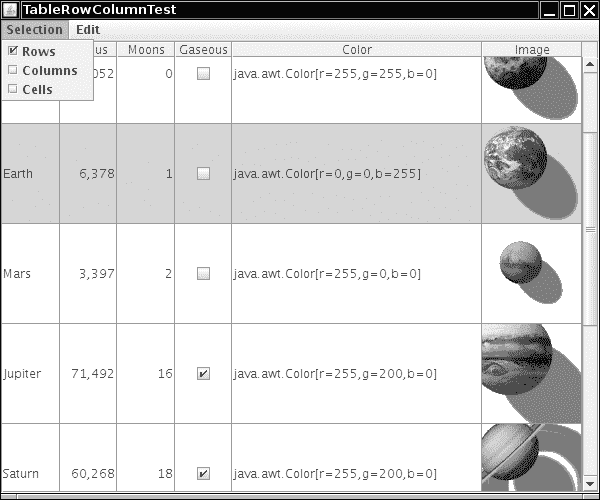 TableRowColumnTest
Selection Edit
Rows
Columns
Cells
us Moons Gaseous Color Image
052 0 java.awt.Color[r=255,g=255,b=0]
Earth 6,378 1 java.awt.Color[r=0,g=0,b=255]
Mars 3,397 2 java.awt.Color[r=255,g=0,b=0]
Jupiter 71,492 16 java.awt.Color[r=255,g=200,b=0]
Saturn 60,268 18 java.awt.Color[r=255,g=200,b=0]